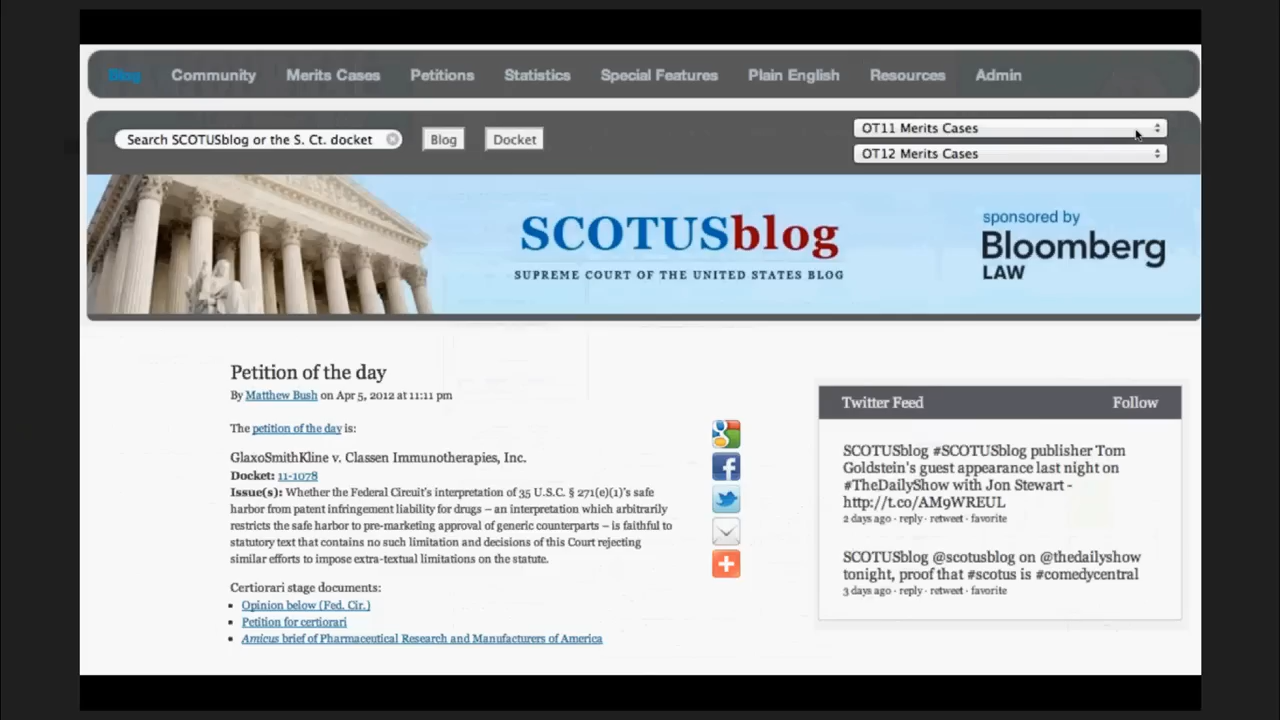 Blog Community Merits Cases Petitions Statistics Special Features Plain English Resources Admin
Search SCOTUSblog or the S. Ct. docket
Blog
Docket
OT11 Merits Cases
OT12 Merits Cases
SCOTUSblog
SUPREME COURT OF THE UNITED STATES BLOG
sponsored by
Bloomberg
LAW
Petition of the day
By Matthew Bush on Apr 5, 2012 at 11:11 pm
The petition of the day is:
GlaxoSmithKline v. Classen Immunotherapies, Inc.
Docket: 11-1078
Issue(s): Whether the Federal Circuit's interpretation of 35 U.S.C. § 271(e)(1)'s safe
harbor from patent infringement liability for drugs – an interpretation which arbitrarily
restricts the safe harbor to pre-marketing approval of generic counterparts – is faithful to
statutory text that contains no such limitation and decisions of this Court rejecting
similar efforts to impose extra-textual limitations on the statute.
Certiorari stage documents:
Opinion below (Fed. Cir.)
Petition for certiorari
Amicus brief of Pharmaceutical Research and Manufacturers of America
Twitter Feed
Follow
SCOTUSblog #SCOTUSblog publisher Tom
Goldstein's guest appearance last night on
#TheDailyShow with Jon Stewart -
http://t.co/AM9WREUL
2 days ago · reply · retweet · favorite
SCOTUSblog @scotusblog on @thedailyshow
tonight, proof that #scotus is #comedycentral
3 days ago · reply · retweet · favorite